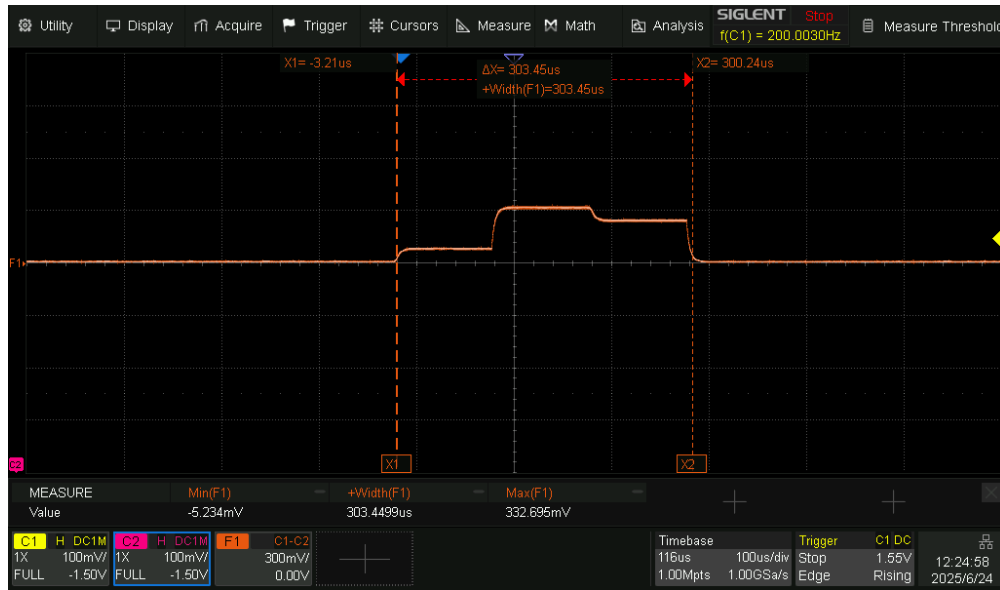 Utility Display Acquire Trigger Cursors Measure Math Analysis SIGLENT Stop Measure Threshold
f(C1) = 200.0030Hz
X1= -3.21us ΔX= 303.45us X2= 300.24us
+Width(F1)=303.45us
F1
C2
X1 X2
MEASURE Min(F1) +Width(F1) Max(F1)
Value -5.234mV 303.4499us 332.695mV
C1 H DC1M C2 H DC1M F1 C1-C2 Timebase Trigger C1 DC
1X 100mV/ 1X 100mV/ 300mV/ 116us 100us/div Stop 1.55V
FULL -1.50V FULL -1.50V 0.00V 1.00Mpts 1.00GSa/s Edge Rising
12:24:58
2025/6/24